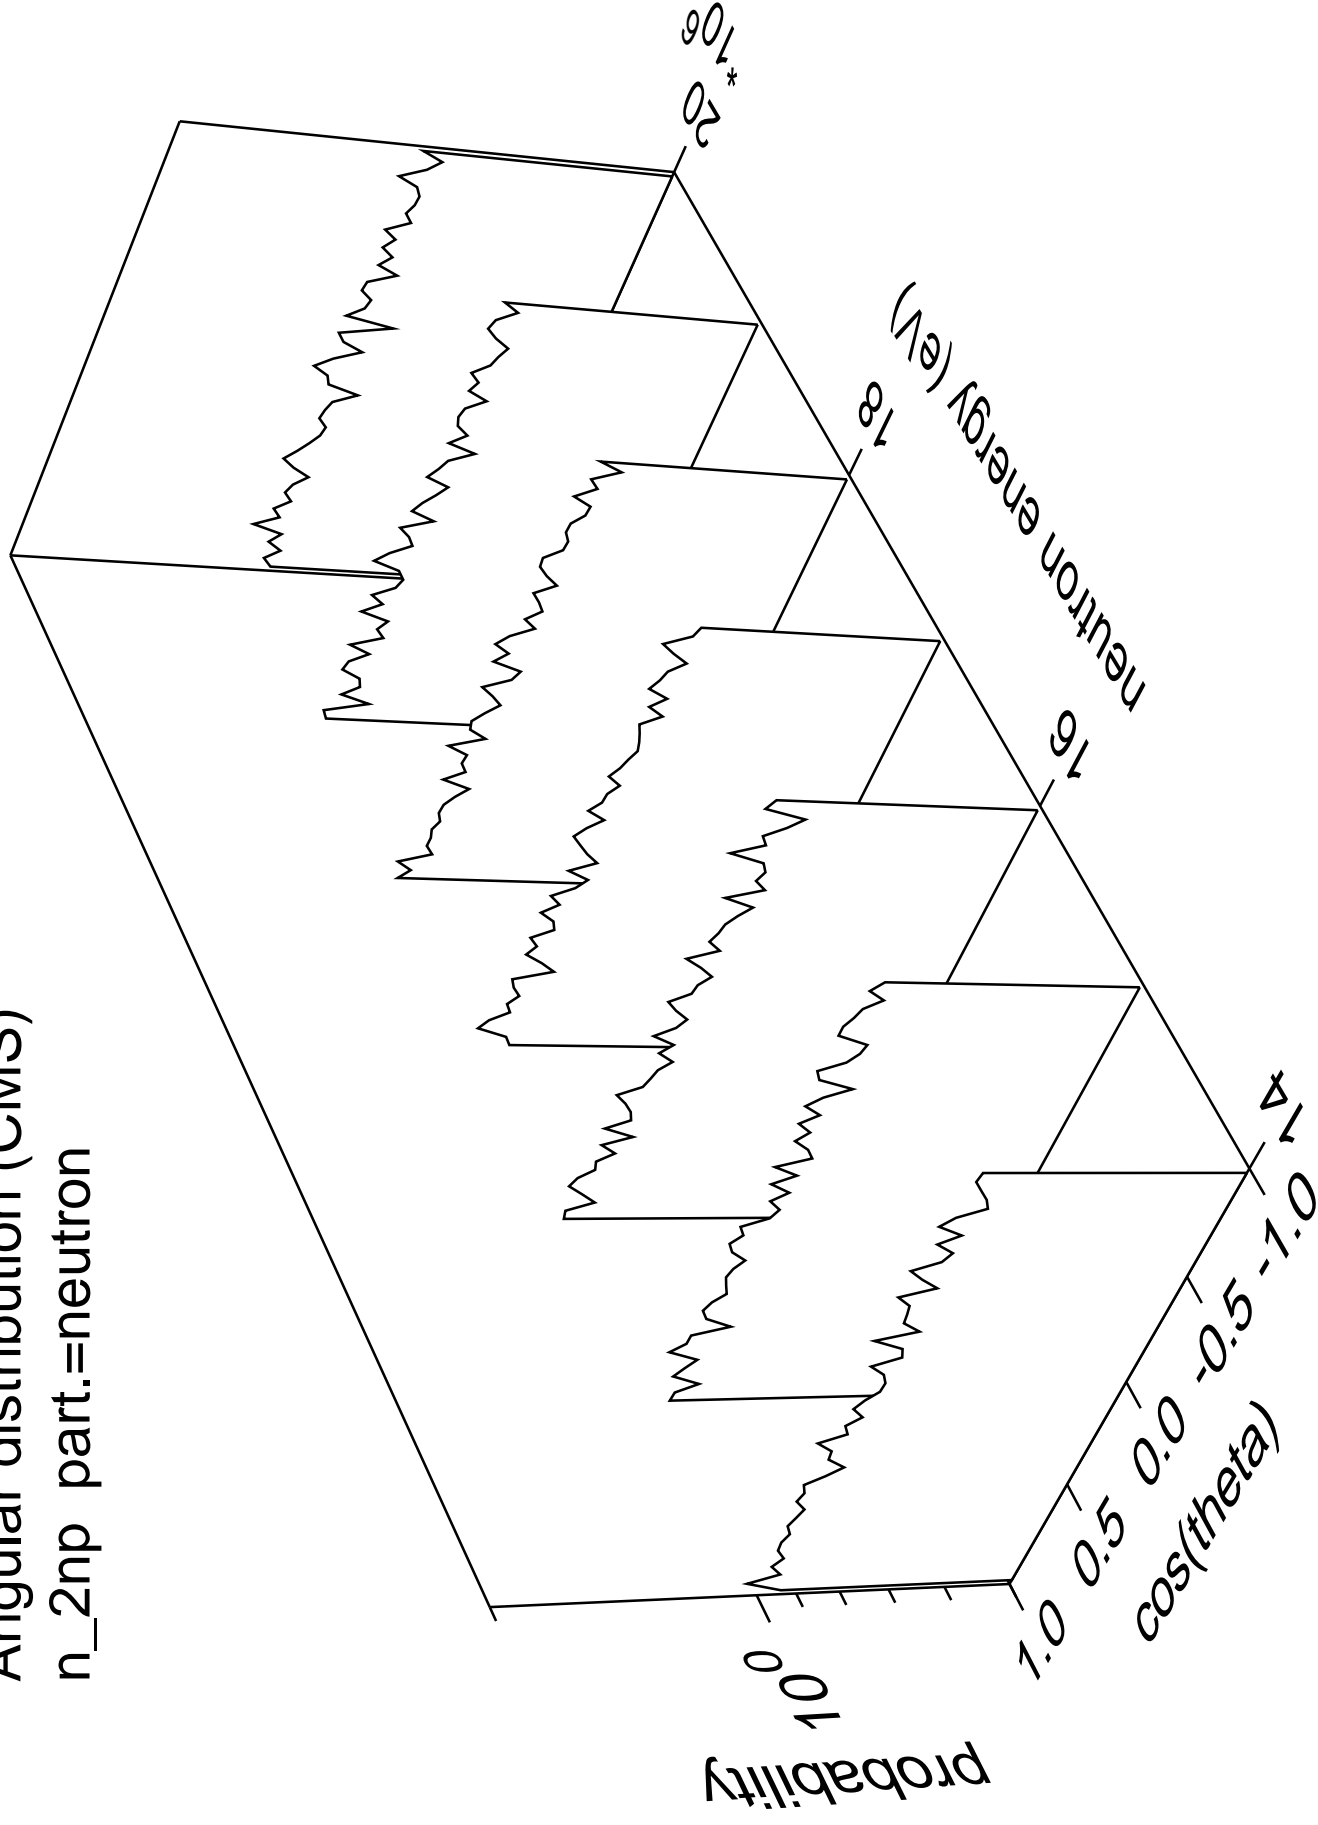 Angular distribution (CMS)
n_2np part.=neutron
probability
10^0
1.0 0.5 0.0 -0.5 -1.0
cos(theta)
14 16 18 20 *10^6
neutron energy (eV)